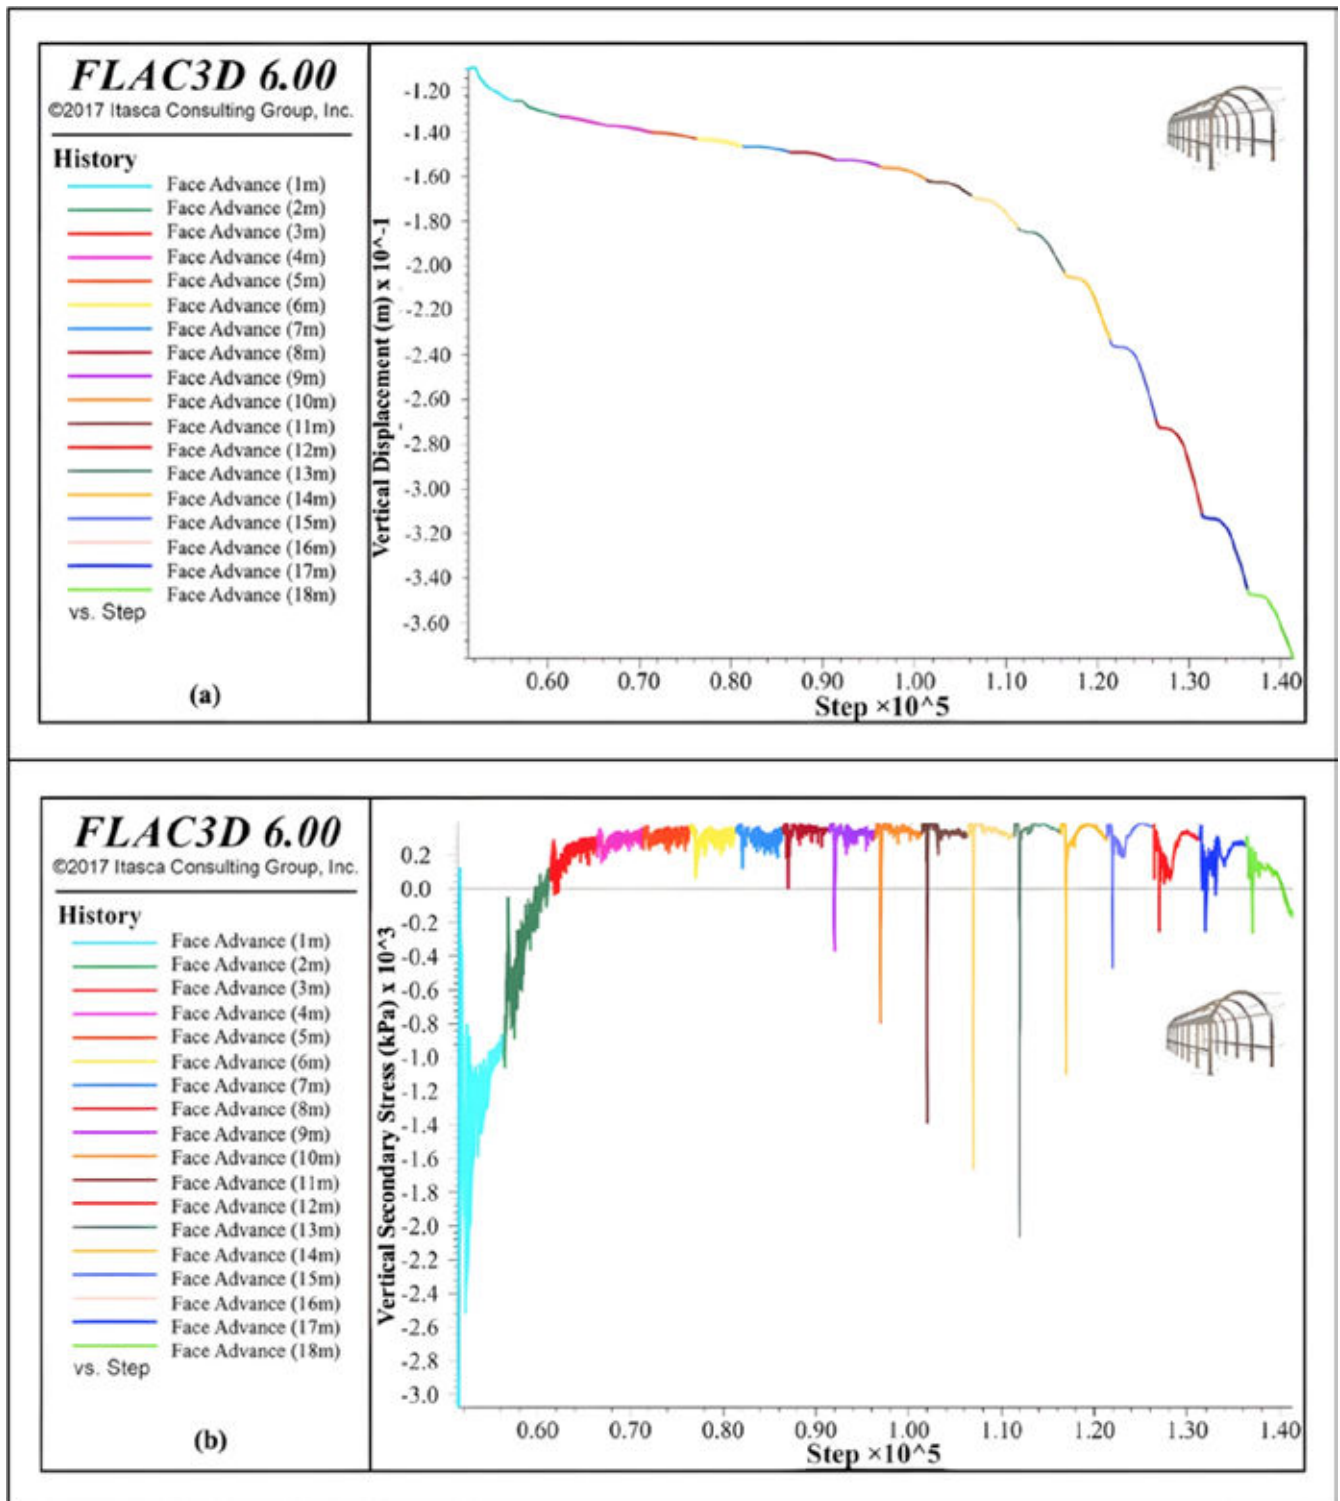 FLAC3D 6.00
©2017 Itasca Consulting Group, Inc.
History
Face Advance (1m)
Face Advance (2m)
Face Advance (3m)
Face Advance (4m)
Face Advance (5m)
Face Advance (6m)
Face Advance (7m)
Face Advance (8m)
Face Advance (9m)
Face Advance (10m)
Face Advance (11m)
Face Advance (12m)
Face Advance (13m)
Face Advance (14m)
Face Advance (15m)
Face Advance (16m)
Face Advance (17m)
Face Advance (18m)
vs. Step
(a)
Vertical Displacement (m) x 10^-1
-1.20
-1.40
-1.60
-1.80
-2.00
-2.20
-2.40
-2.60
-2.80
-3.00
-3.20
-3.40
-3.60
0.60 0.70 0.80 0.90 1.00 1.10 1.20 1.30 1.40
Step ×10^5
FLAC3D 6.00
©2017 Itasca Consulting Group, Inc.
History
Face Advance (1m)
Face Advance (2m)
Face Advance (3m)
Face Advance (4m)
Face Advance (5m)
Face Advance (6m)
Face Advance (7m)
Face Advance (8m)
Face Advance (9m)
Face Advance (10m)
Face Advance (11m)
Face Advance (12m)
Face Advance (13m)
Face Advance (14m)
Face Advance (15m)
Face Advance (16m)
Face Advance (17m)
Face Advance (18m)
vs. Step
(b)
Vertical Secondary Stress (kPa) x 10^3
0.2
0.0
-0.2
-0.4
-0.6
-0.8
-1.0
-1.2
-1.4
-1.6
-1.8
-2.0
-2.2
-2.4
-2.6
-2.8
-3.0
0.60 0.70 0.80 0.90 1.00 1.10 1.20 1.30 1.40
Step ×10^5